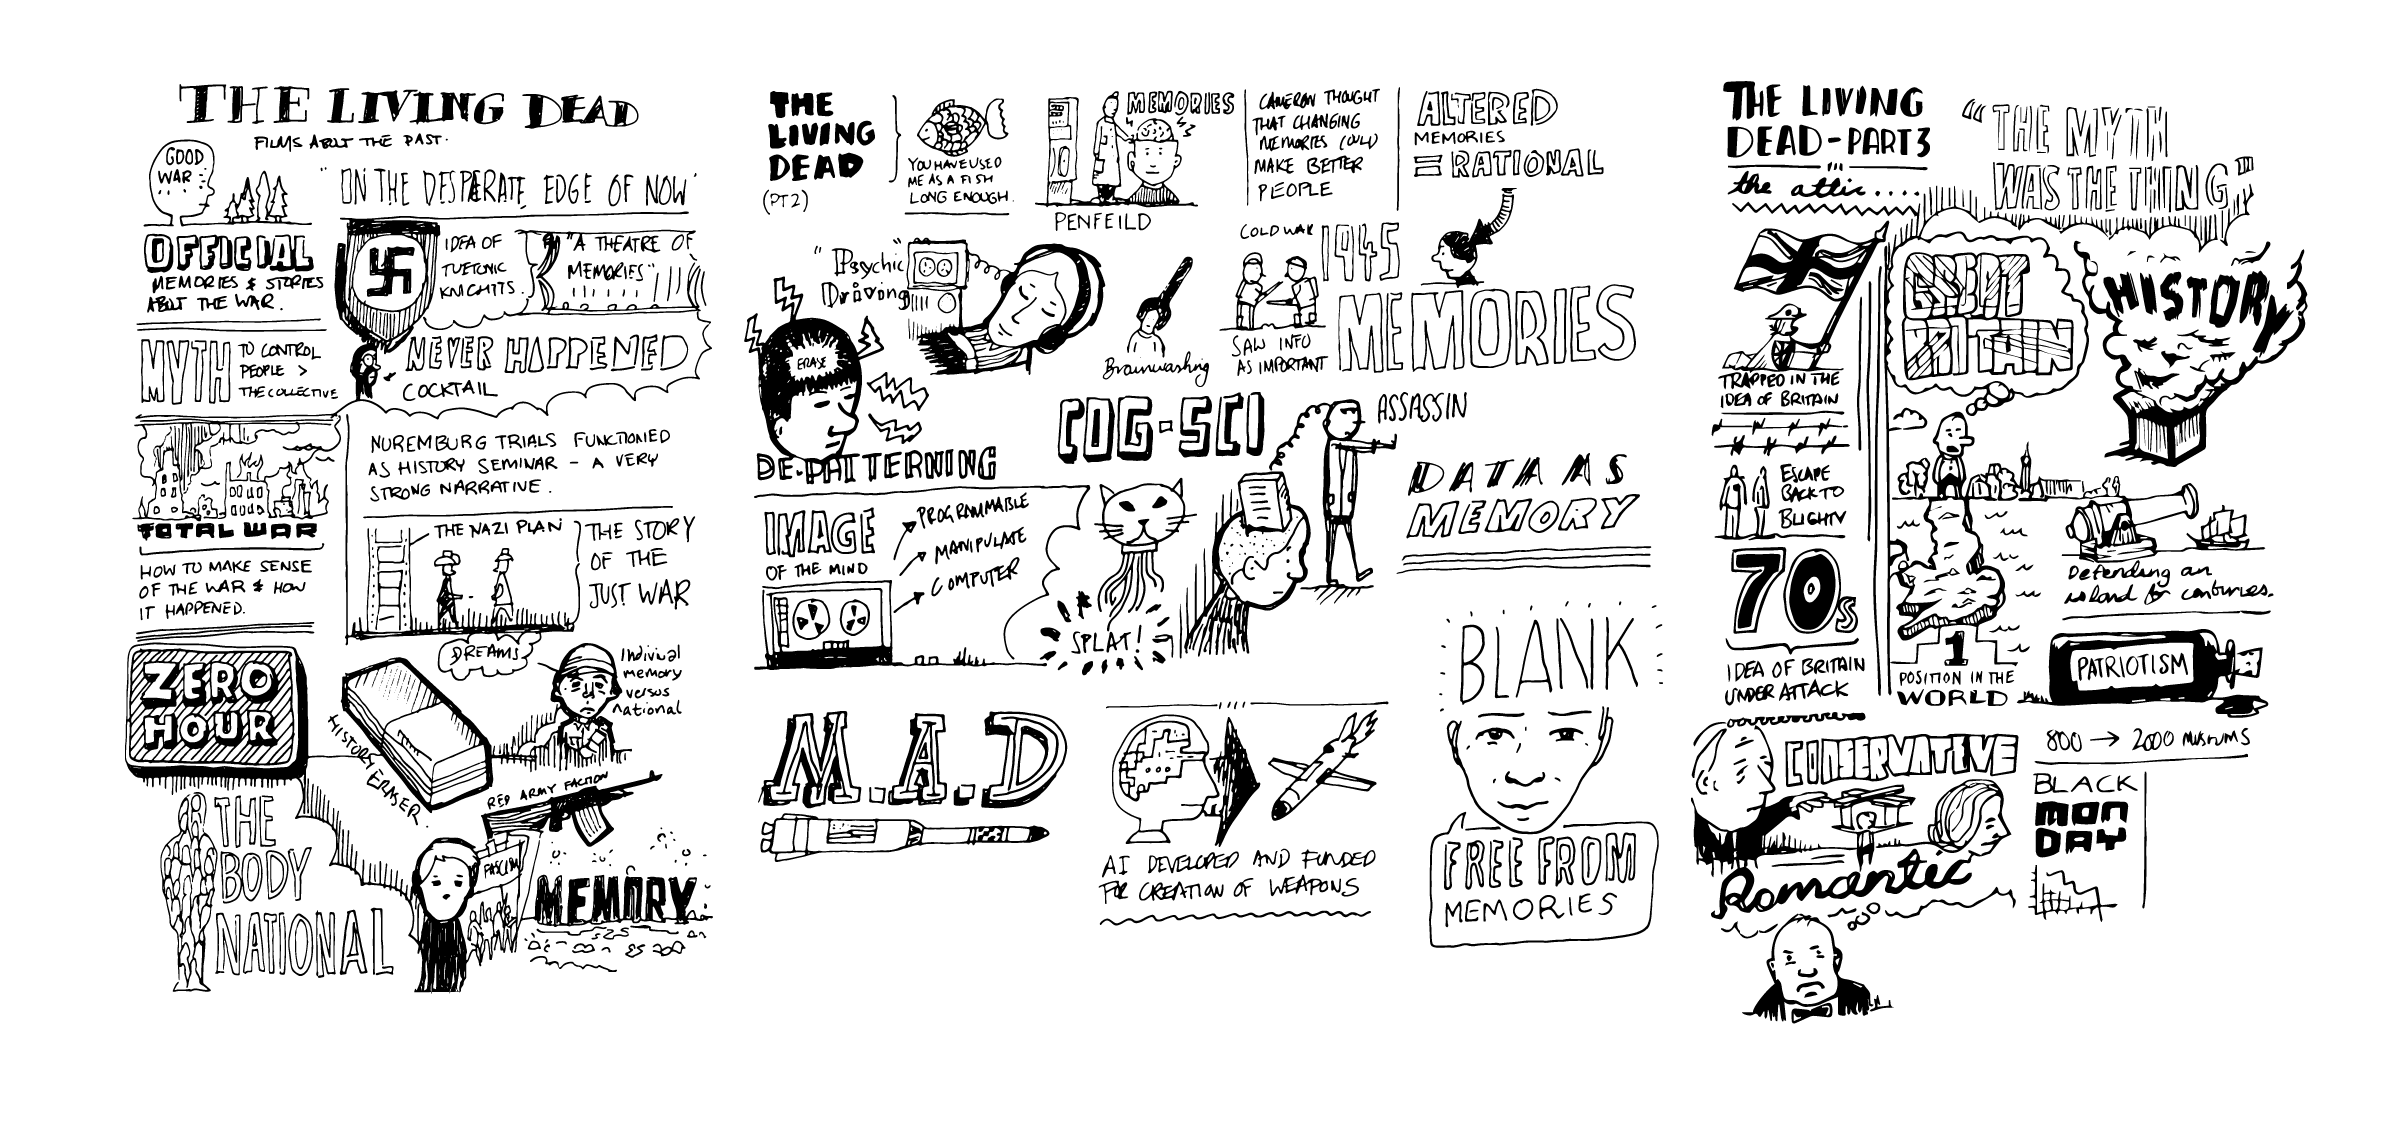 THE LIVING DEAD
FILMS ABOUT THE PAST.
GOOD
WAR
"ON THE DESPERATE EDGE OF NOW"
OFFICIAL
MEMORIES & STORIES
ABOUT THE WAR.
IDEA OF
TUETONIC
KNIGHTS.
"A THEATRE OF
MEMORIES"
MYTH
TO CONTROL
PEOPLE >
THE COLLECTIVE
NEVER HAPPENED
COCKTAIL
TOTAL WAR
HOW TO MAKE SENSE
OF THE WAR & HOW
IT HAPPENED.
NUREMBURG TRIALS FUNCTIONED
AS HISTORY SEMINAR - A VERY
STRONG NARRATIVE.
THE NAZI PLAN
THE STORY
OF THE
JUST WAR
ZERO
HOUR
HISTORY ERASER.
DREAMS
Indiviual
memory
versus
national
RED ARMY FACTION
THE
BODY
NATIONAL
FASCISM
MEMORY
THE
LIVING
DEAD
(PT2)
YOU HAVE USED
ME AS A FISH
LONG ENOUGH.
MEMORIES
PENFEILD
CAMERON THOUGHT
THAT CHANGING
MEMORIES COULD
MAKE BETTER
PEOPLE
ALTERED
MEMORIES
= RATIONAL
"Psychic"
Driving
ERASE
DE-PATTERNING
Brainwashing
COLD WAR
SAW INFO
AS IMPORTANT
1945
MEMORIES
COG-SCI
ASSASSIN
DATA AS
MEMORY
IMAGE
OF THE MIND
PROGRAMMABLE
MANIPULATE
COMPUTER
SPLAT!
M.A.D
AI DEVELOPED AND FUNDED
FOR CREATION OF WEAPONS
BLANK
FREE FROM
MEMORIES
THE LIVING
DEAD-PART 3
the attic....
"THE MYTH
WAS THE THING"
TRAPPED IN THE
IDEA OF BRITAIN
ESCAPE
BACK TO
BLIGHTY
70s
IDEA OF BRITAIN
UNDER ATTACK
GREAT
BRITAIN
HISTORY
1
POSITION IN THE
WORLD
Defending an
island for centuries.
PATRIOTISM
CONSERVATIVE
Romantic
800 → 2000 MUSEUMS
BLACK
MON
DAY